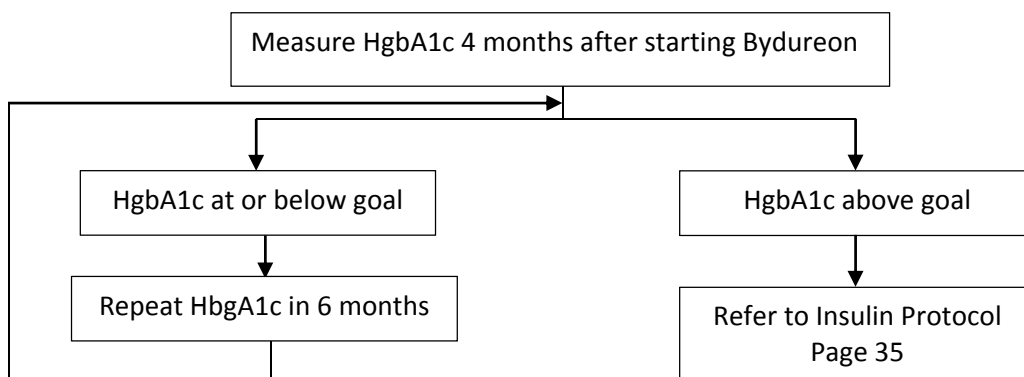 Measure HgbA1c 4 months after starting Bydureon
HgbA1c at or below goal
HgbA1c above goal
Repeat HbgA1c in 6 months
Refer to Insulin Protocol
Page 35